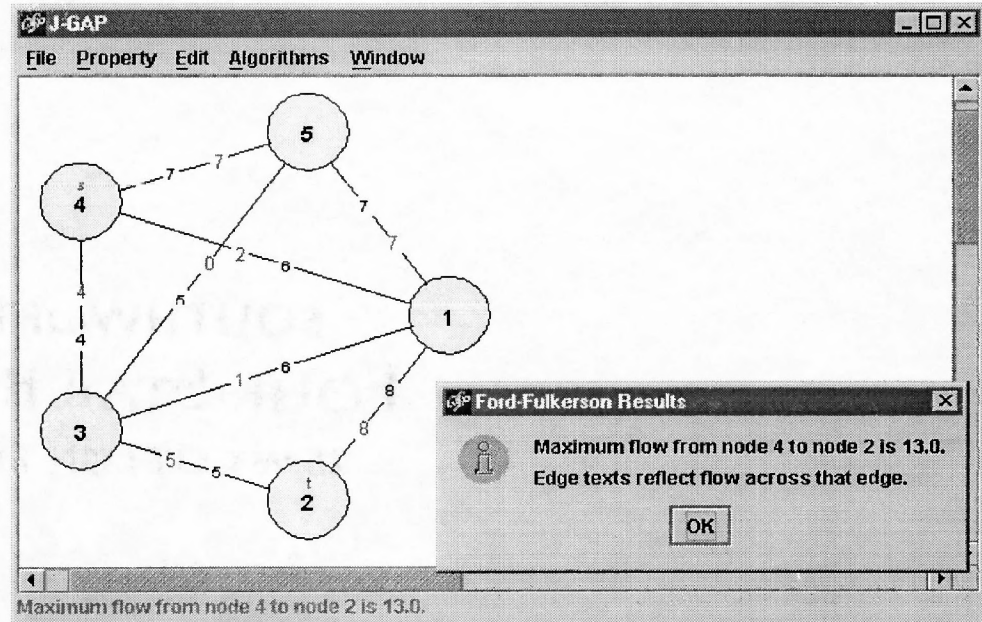 J-GAP
File Property Edit Algorithms Window
5
7 7
s
4
7
7
2 6
0
5
4
4
1
1 6
8
8
3
5 5
t
2
Ford-Fulkerson Results
Maximum flow from node 4 to node 2 is 13.0.
Edge texts reflect flow across that edge.
OK
Maximum flow from node 4 to node 2 is 13.0.